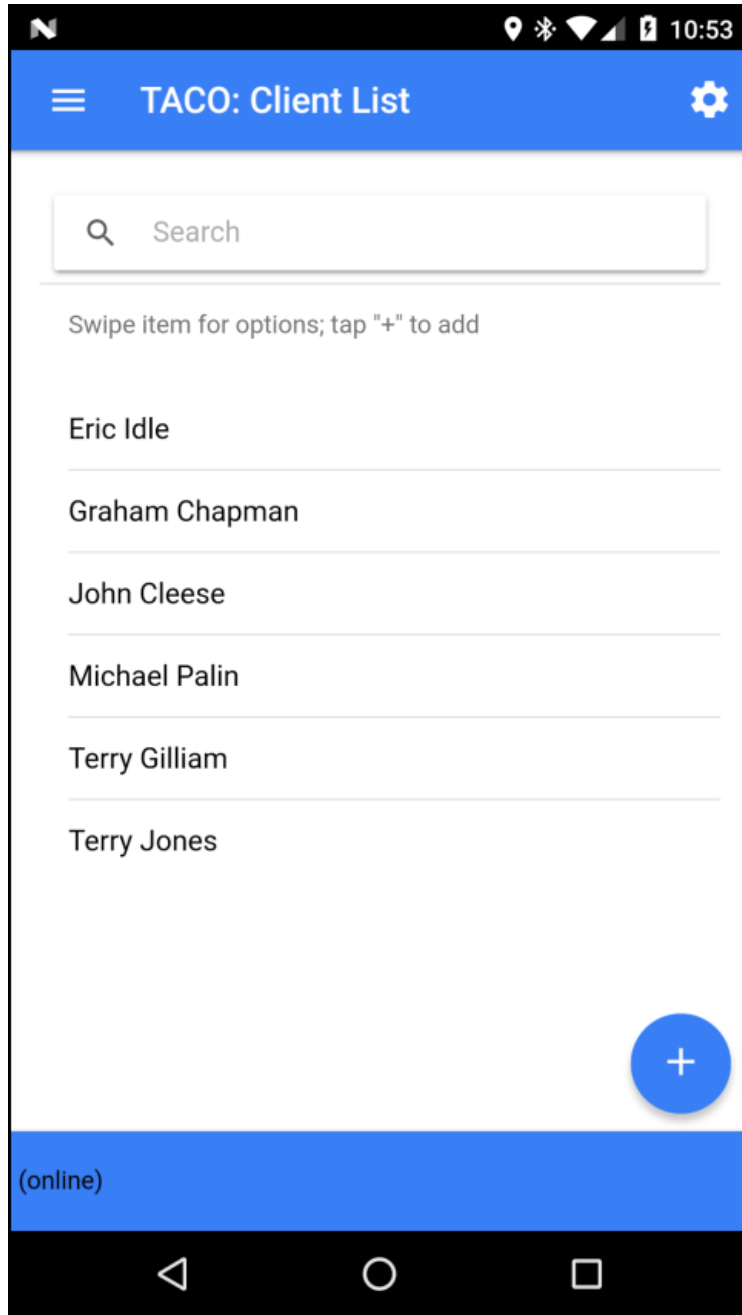 10:53
TACO: Client List
Search
Swipe item for options; tap "+" to add
Eric Idle
Graham Chapman
John Cleese
Michael Palin
Terry Gilliam
Terry Jones
+
(online)